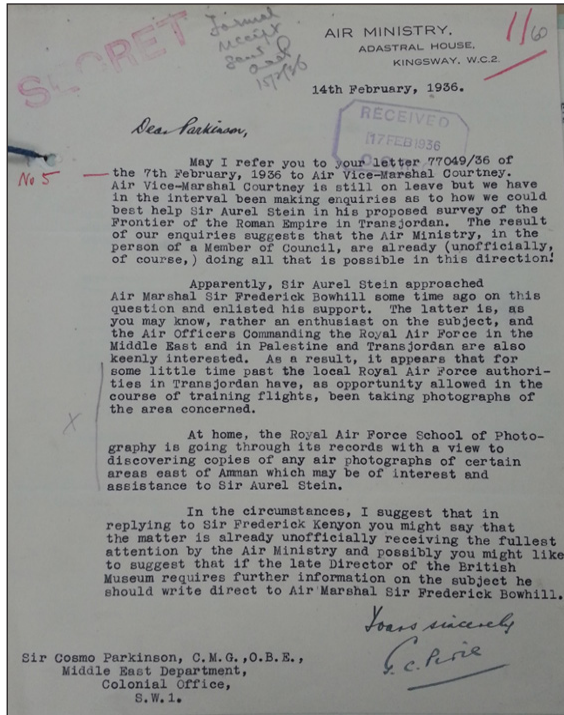 SECRET
Formal
receipt
sent
15/2/36
11/60
AIR MINISTRY,
ADASTRAL HOUSE,
KINGSWAY, W.C.2.
14th February, 1936.
RECEIVED
17 FEB 1936
Dear Parkinson,
May I refer you to your letter 77049/36 of
No 5
the 7th February, 1936 to Air Vice-Marshal Courtney.
Air Vice-Marshal Courtney is still on leave but we have
in the interval been making enquiries as to how we could
best help Sir Aurel Stein in his proposed survey of the
Frontier of the Roman Empire in Transjordan. The result
of our enquiries suggests that the Air Ministry, in the
person of a Member of Council, are already (unofficially,
of course,) doing all that is possible in this direction!
Apparently, Sir Aurel Stein approached
Air Marshal Sir Frederick Bowhill some time ago on this
question and enlisted his support. The latter is, as
you may know, rather an enthusiast on the subject, and
the Air Officers Commanding the Royal Air Force in the
Middle East and in Palestine and Transjordan are also
keenly interested. As a result, it appears that for
some little time past the local Royal Air Force authori-
ties in Transjordan have, as opportunity allowed in the
course of training flights, been taking photographs of
the area concerned.
X
At home, the Royal Air Force School of Photo-
graphy is going through its records with a view to
discovering copies of any air photographs of certain
areas east of Amman which may be of interest and
assistance to Sir Aurel Stein.
In the circumstances, I suggest that in
replying to Sir Frederick Kenyon you might say that
the matter is already unofficially receiving the fullest
attention by the Air Ministry and possibly you might like
to suggest that if the late Director of the British
Museum requires further information on the subject he
should write direct to Air Marshal Sir Frederick Bowhill.
Yours sincerely
G. C. Pirie
Sir Cosmo Parkinson, C.M.G.,O.B.E.,
Middle East Department,
Colonial Office,
S.W.1.